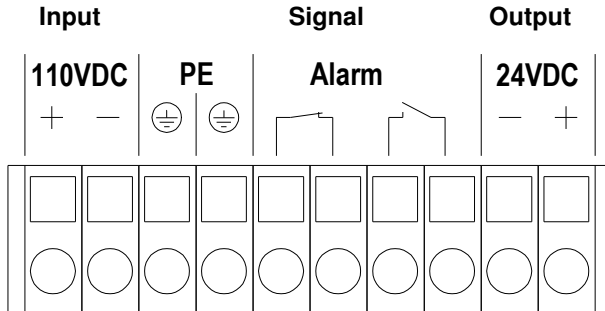 Input Signal Output
110VDC PE Alarm 24VDC
+ − − +